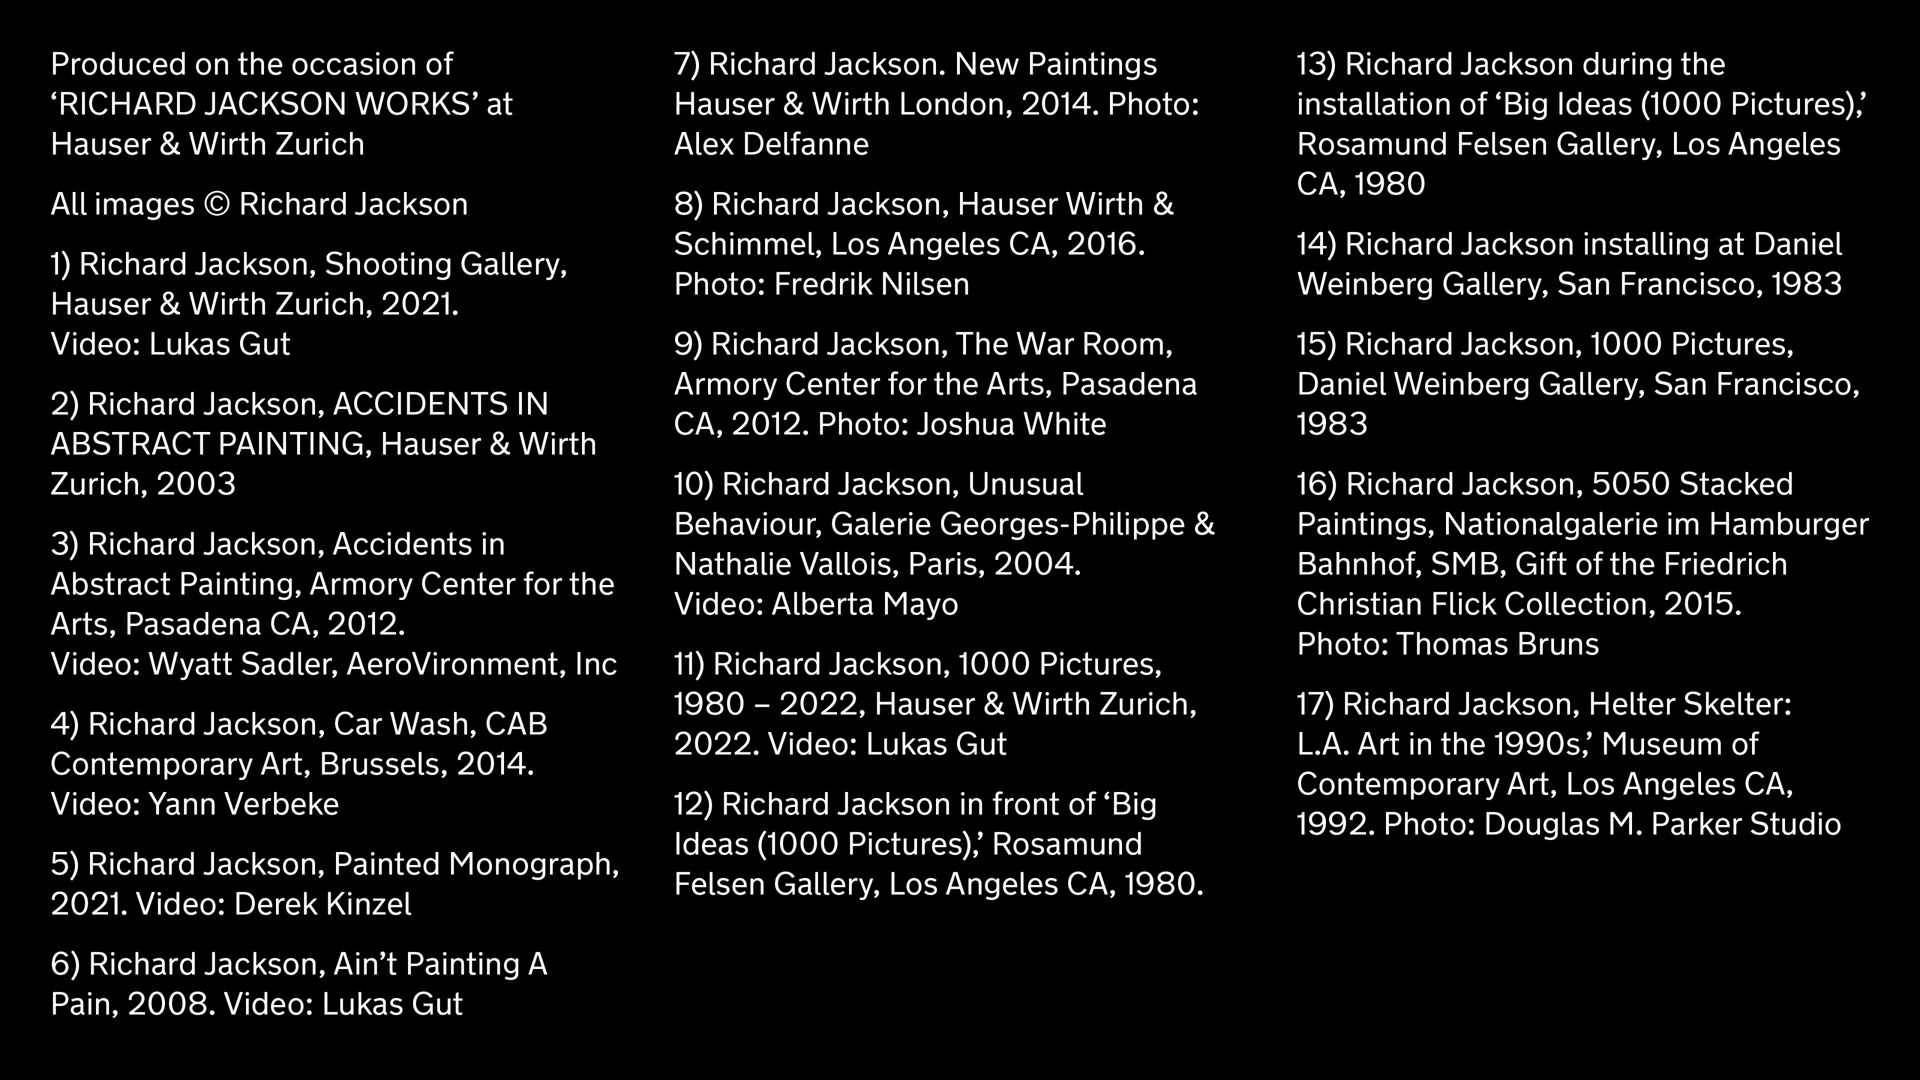 Produced on the occasion of
‘RICHARD JACKSON WORKS’ at
Hauser & Wirth Zurich
All images © Richard Jackson
1) Richard Jackson, Shooting Gallery,
Hauser & Wirth Zurich, 2021.
Video: Lukas Gut
2) Richard Jackson, ACCIDENTS IN
ABSTRACT PAINTING, Hauser & Wirth
Zurich, 2003
3) Richard Jackson, Accidents in
Abstract Painting, Armory Center for the
Arts, Pasadena CA, 2012.
Video: Wyatt Sadler, AeroVironment, Inc
4) Richard Jackson, Car Wash, CAB
Contemporary Art, Brussels, 2014.
Video: Yann Verbeke
5) Richard Jackson, Painted Monograph,
2021. Video: Derek Kinzel
6) Richard Jackson, Ain’t Painting A
Pain, 2008. Video: Lukas Gut
7) Richard Jackson. New Paintings
Hauser & Wirth London, 2014. Photo:
Alex Delfanne
8) Richard Jackson, Hauser Wirth &
Schimmel, Los Angeles CA, 2016.
Photo: Fredrik Nilsen
9) Richard Jackson, The War Room,
Armory Center for the Arts, Pasadena
CA, 2012. Photo: Joshua White
10) Richard Jackson, Unusual
Behaviour, Galerie Georges-Philippe &
Nathalie Vallois, Paris, 2004.
Video: Alberta Mayo
11) Richard Jackson, 1000 Pictures,
1980 – 2022, Hauser & Wirth Zurich,
2022. Video: Lukas Gut
12) Richard Jackson in front of ‘Big
Ideas (1000 Pictures),’ Rosamund
Felsen Gallery, Los Angeles CA, 1980.
13) Richard Jackson during the
installation of ‘Big Ideas (1000 Pictures),’
Rosamund Felsen Gallery, Los Angeles
CA, 1980
14) Richard Jackson installing at Daniel
Weinberg Gallery, San Francisco, 1983
15) Richard Jackson, 1000 Pictures,
Daniel Weinberg Gallery, San Francisco,
1983
16) Richard Jackson, 5050 Stacked
Paintings, Nationalgalerie im Hamburger
Bahnhof, SMB, Gift of the Friedrich
Christian Flick Collection, 2015.
Photo: Thomas Bruns
17) Richard Jackson, Helter Skelter:
L.A. Art in the 1990s,’ Museum of
Contemporary Art, Los Angeles CA,
1992. Photo: Douglas M. Parker Studio